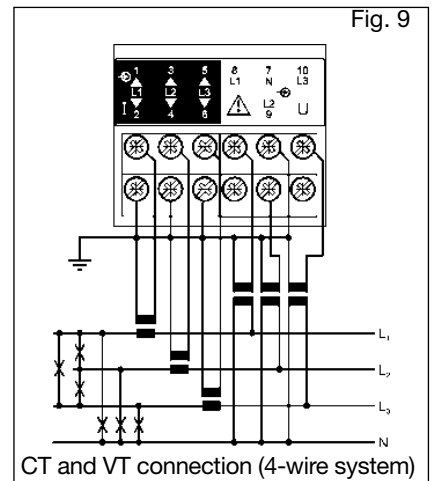 Fig. 9
1 3 5 8 7 10
L1 N L3
L1 L2 L3
I U
L2
2 4 6 9
L1
L2
L3
N
CT and VT connection (4-wire system)